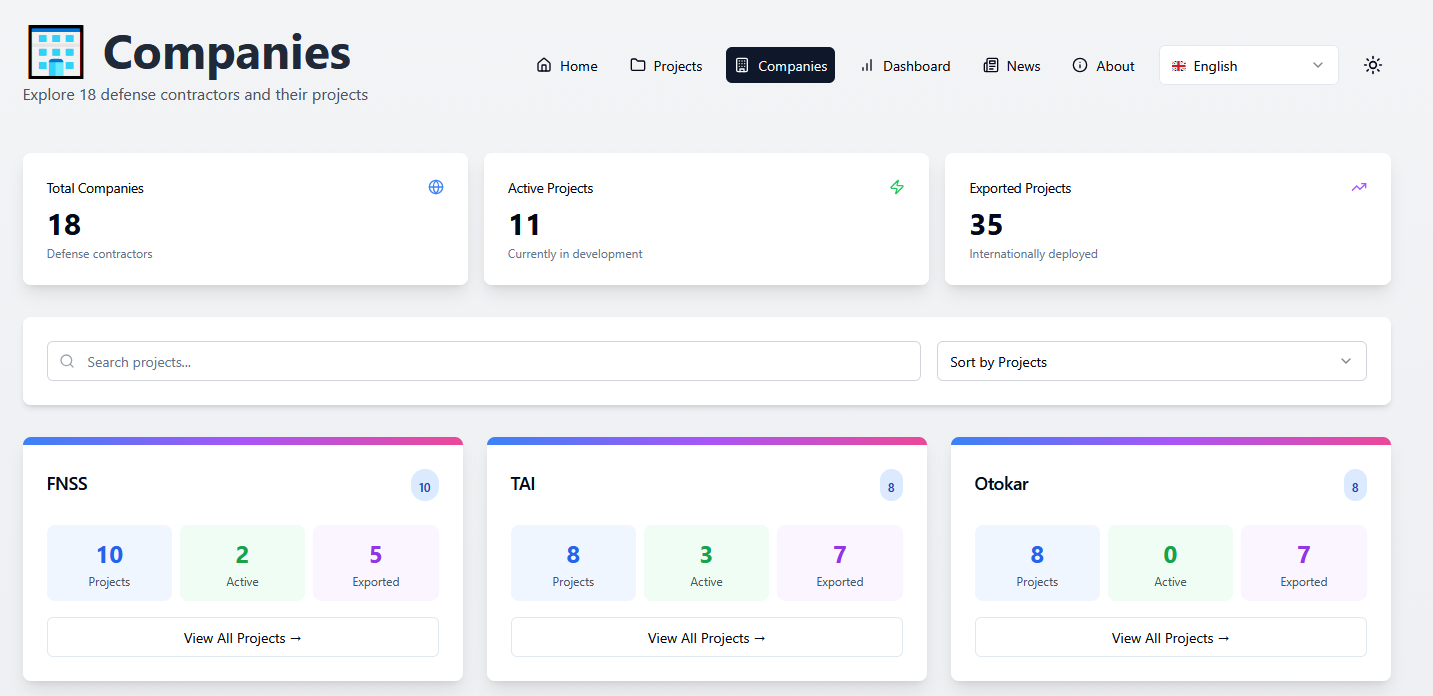 Companies
Explore 18 defense contractors and their projects
Home Projects Companies Dashboard News About English
Total Companies
18
Defense contractors
Active Projects
11
Currently in development
Exported Projects
35
Internationally deployed
Search projects...
Sort by Projects
FNSS 10
10 2 5
Projects Active Exported
View All Projects →
TAI 8
8 3 7
Projects Active Exported
View All Projects →
Otokar 8
8 0 7
Projects Active Exported
View All Projects →